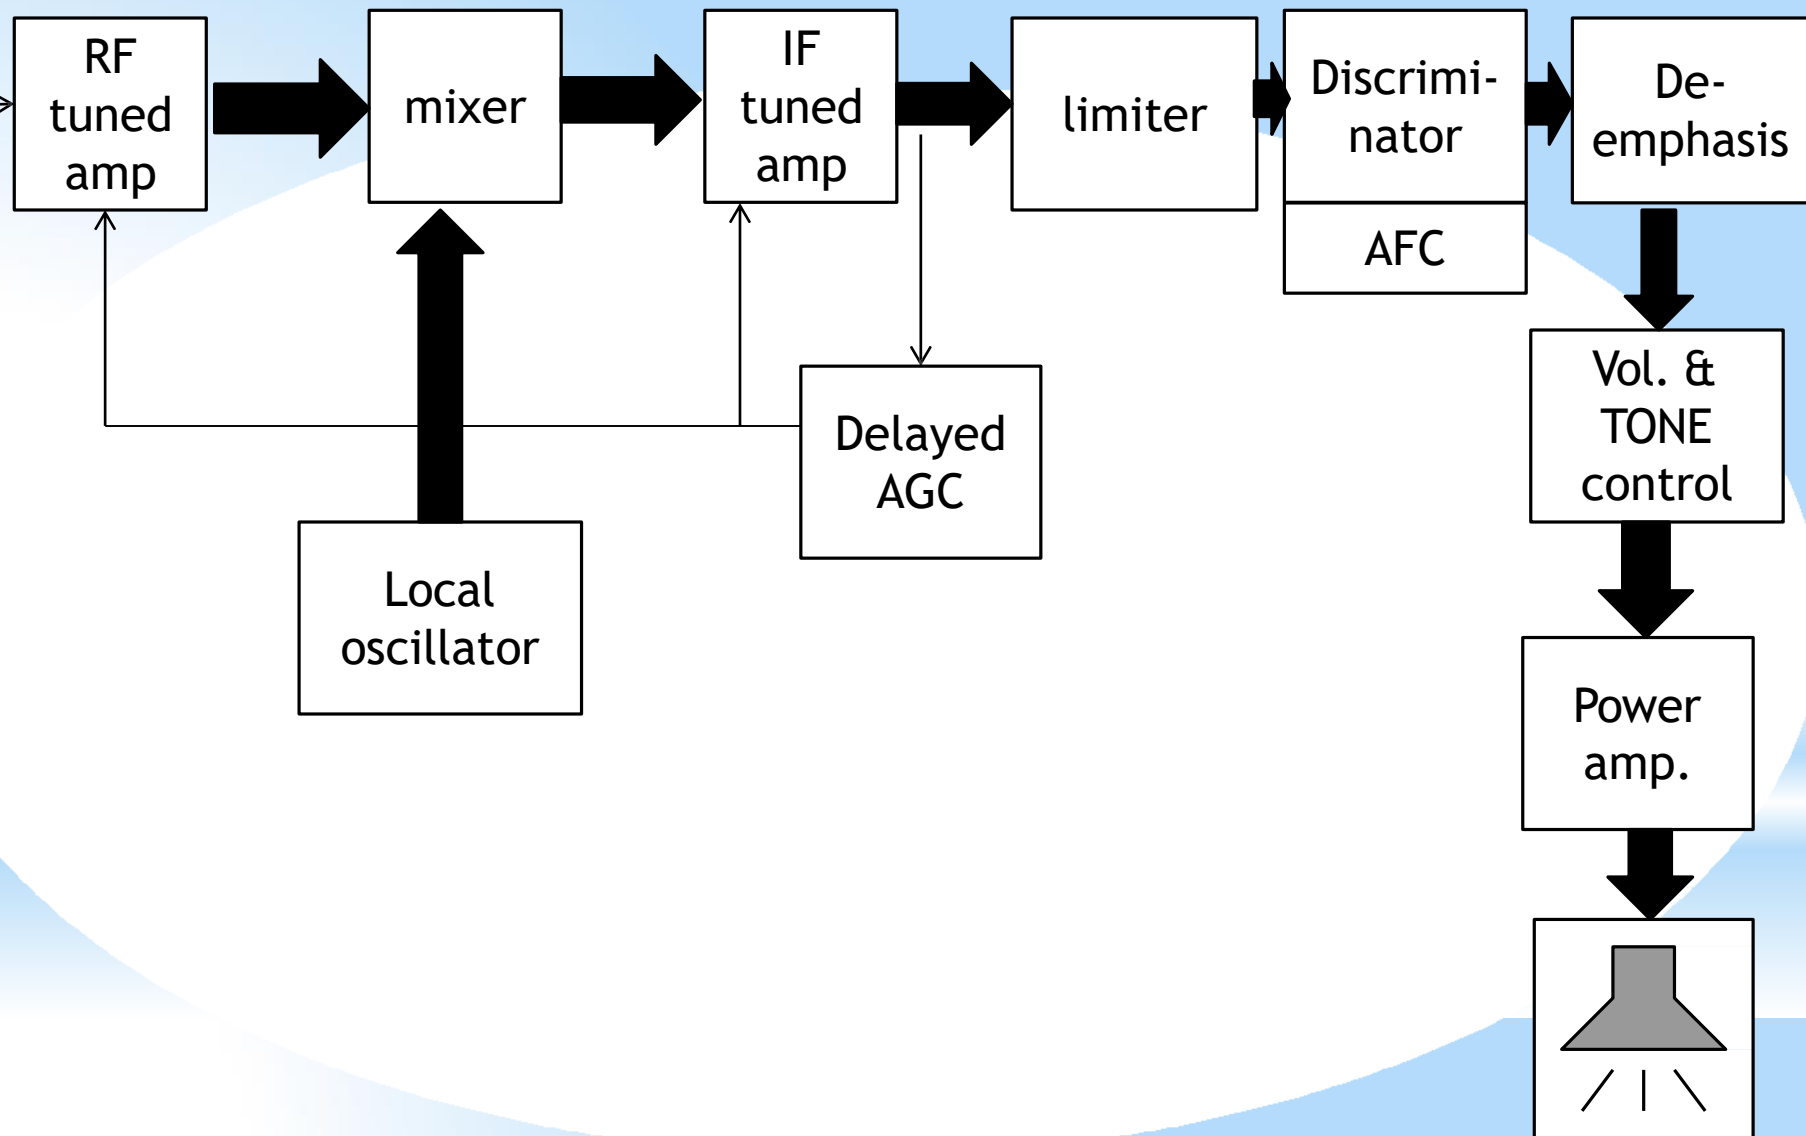 RF
tuned
amp
mixer
IF
tuned
amp
limiter
Discrimi-
nator
AFC
De-
emphasis
Delayed
AGC
Vol. &
TONE
control
Local
oscillator
Power
amp.